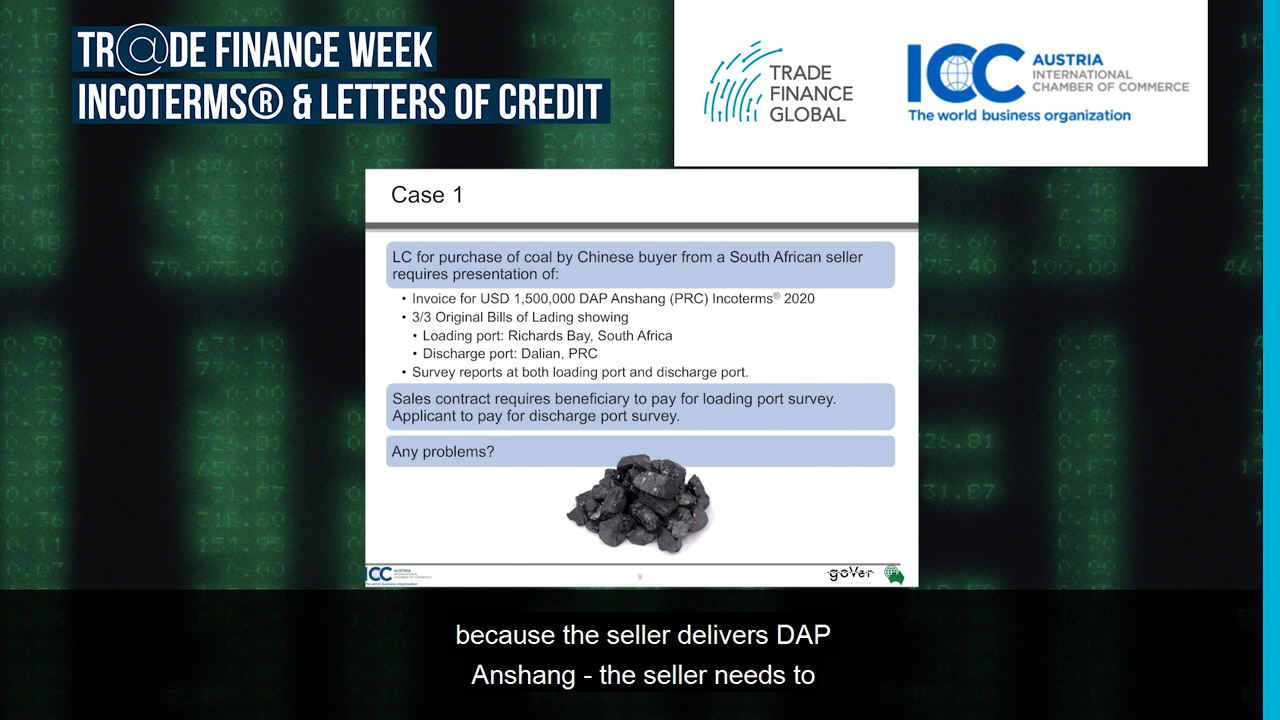 TR@DE FINANCE WEEK
INCOTERMS® & LETTERS OF CREDIT
TRADE
FINANCE
GLOBAL
ICC AUSTRIA
INTERNATIONAL
CHAMBER OF COMMERCE
The world business organization
Case 1
LC for purchase of coal by Chinese buyer from a South African seller
requires presentation of:
• Invoice for USD 1,500,000 DAP Anshang (PRC) Incoterms® 2020
• 3/3 Original Bills of Lading showing
• Loading port: Richards Bay, South Africa
• Discharge port: Dalian, PRC
• Survey reports at both loading port and discharge port.
Sales contract requires beneficiary to pay for loading port survey.
Applicant to pay for discharge port survey.
Any problems?
ICC AUSTRIA
9
goVer
because the seller delivers DAP
Anshang - the seller needs to